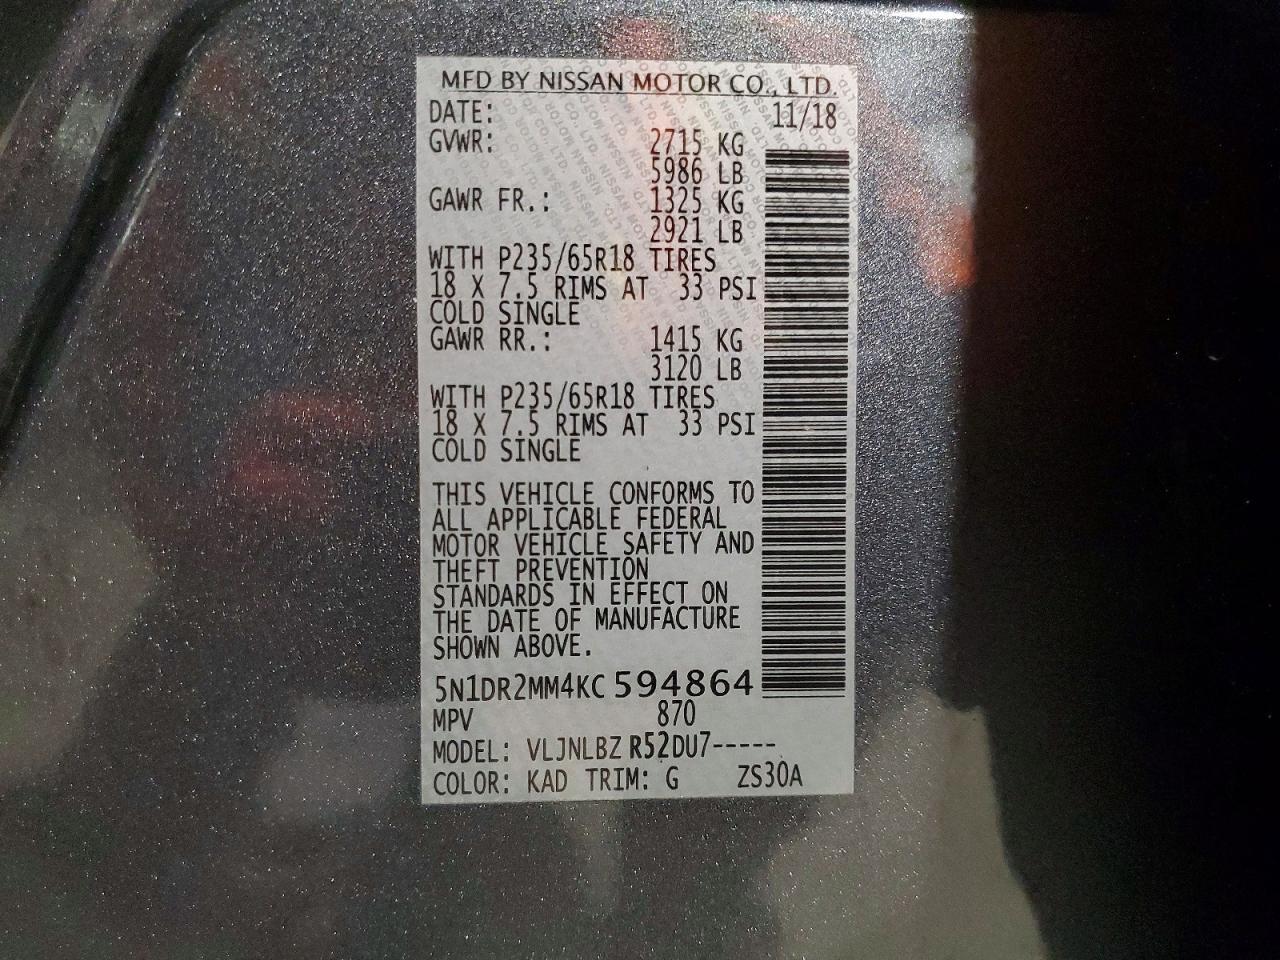 MFD BY NISSAN MOTOR CO., LTD.
DATE: 11/18
GVWR: 2715 KG
5986 LB
GAWR FR.: 1325 KG
2921 LB
WITH P235/65R18 TIRES
18 X 7.5 RIMS AT 33 PSI
COLD SINGLE
GAWR RR.: 1415 KG
3120 LB
WITH P235/65R18 TIRES
18 X 7.5 RIMS AT 33 PSI
COLD SINGLE
THIS VEHICLE CONFORMS TO
ALL APPLICABLE FEDERAL
MOTOR VEHICLE SAFETY AND
THEFT PREVENTION
STANDARDS IN EFFECT ON
THE DATE OF MANUFACTURE
SHOWN ABOVE.
5N1DR2MM4KC594864
MPV 870
MODEL: VLJNLBZ R52DU7-----
COLOR: KAD TRIM: G ZS30A